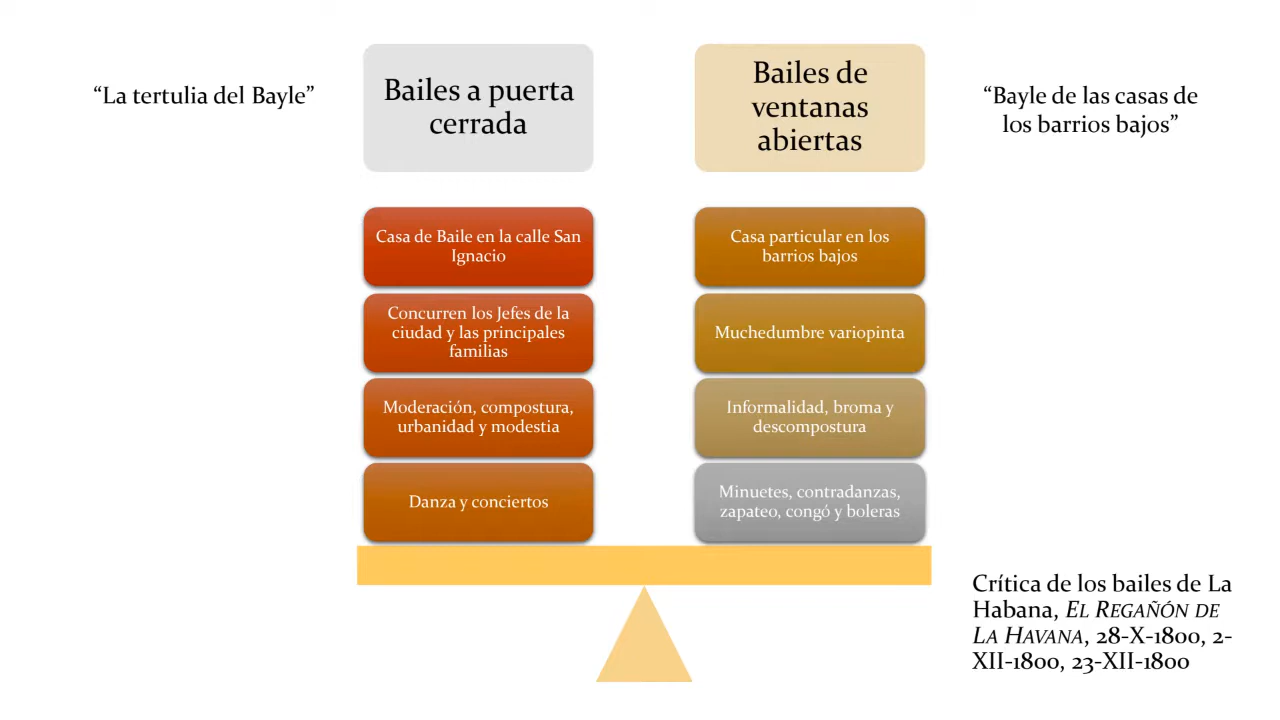 “La tertulia del Bayle”
Bailes a puerta
cerrada
Bailes de
ventanas
abiertas
“Bayle de las casas de
los barrios bajos”
Casa de Baile en la calle San
Ignacio
Concurren los Jefes de la
ciudad y las principales
familias
Moderación, compostura,
urbanidad y modestia
Danza y conciertos
Casa particular en los
barrios bajos
Muchedumbre variopinta
Informalidad, broma y
descompostura
Minuetes, contradanzas,
zapateo, congó y boleras
Crítica de los bailes de La
Habana, EL REGAÑÓN DE
LA HAVANA, 28-X-1800, 2-
XII-1800, 23-XII-1800